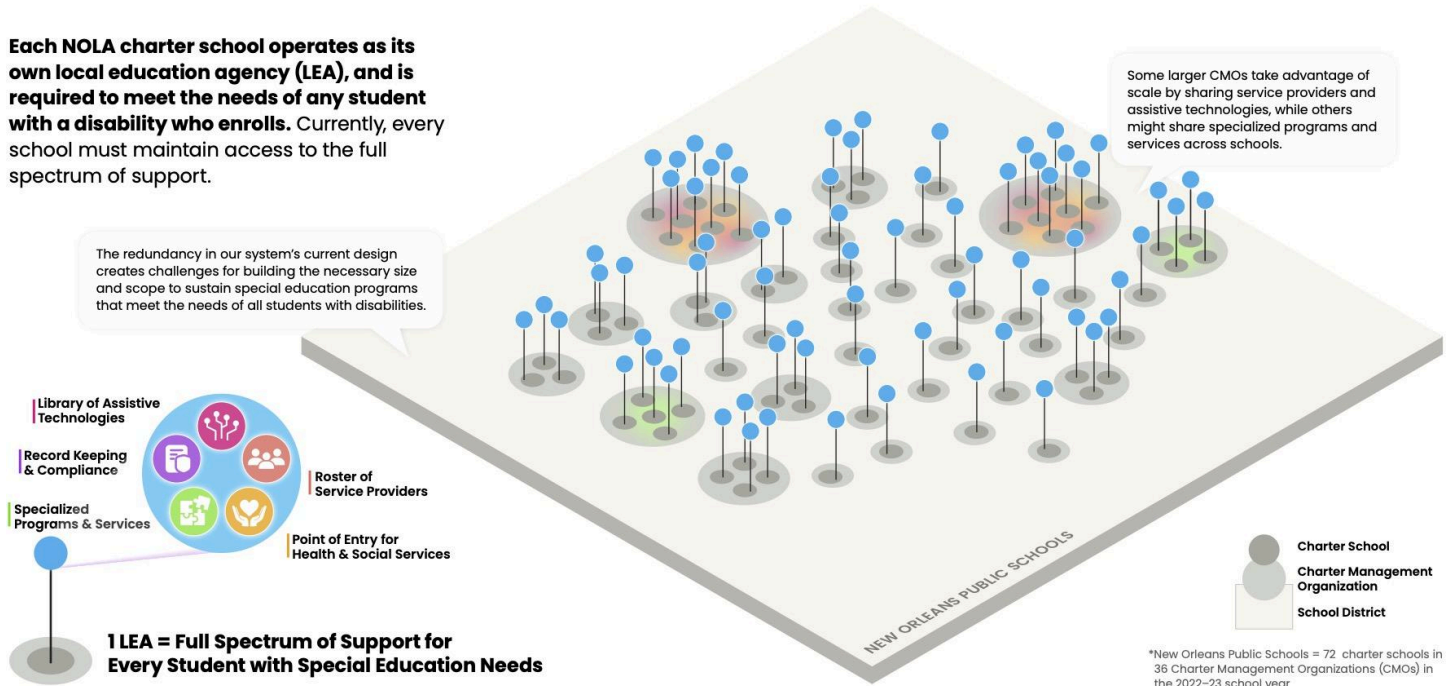 Each NOLA charter school operates as its
own local education agency (LEA), and is
required to meet the needs of any student
with a disability who enrolls. Currently, every
school must maintain access to the full
spectrum of support.
Some larger CMOs take advantage of
scale by sharing service providers and
assistive technologies, while others
might share specialized programs and
services across schools.
The redundancy in our system's current design
creates challenges for building the necessary size
and scope to sustain special education programs
that meet the needs of all students with disabilities.
Library of Assistive
Technologies
Record Keeping
& Compliance
Specialized
Programs & Services
Roster of
Service Providers
Point of Entry for
Health & Social Services
1 LEA = Full Spectrum of Support for
Every Student with Special Education Needs
NEW ORLEANS PUBLIC SCHOOLS
Charter School
Charter Management
Organization
School District
*New Orleans Public Schools = 72 charter schools in
36 Charter Management Organizations (CMOs) in
the 2022–23 school year